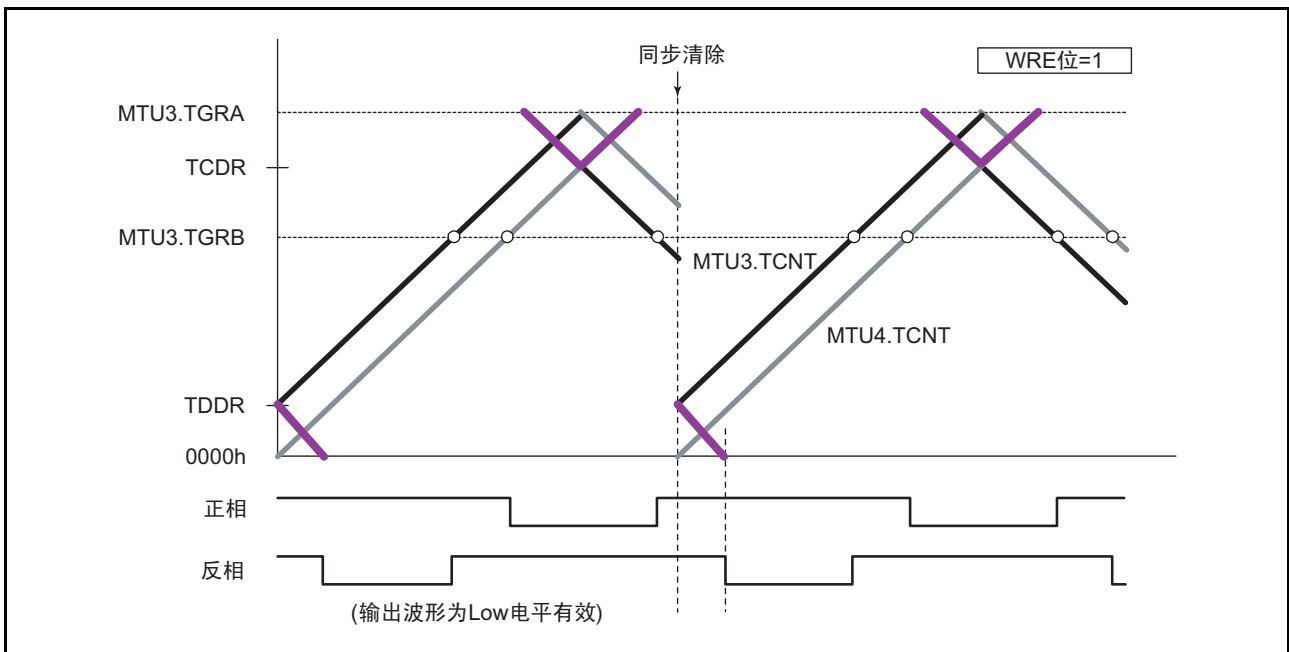 同步清除
WRE位=1
MTU3.TGRA
TCDR
MTU3.TGRB
MTU3.TCNT
MTU4.TCNT
TDDR
0000h
正相
反相
(输出波形为Low电平有效)